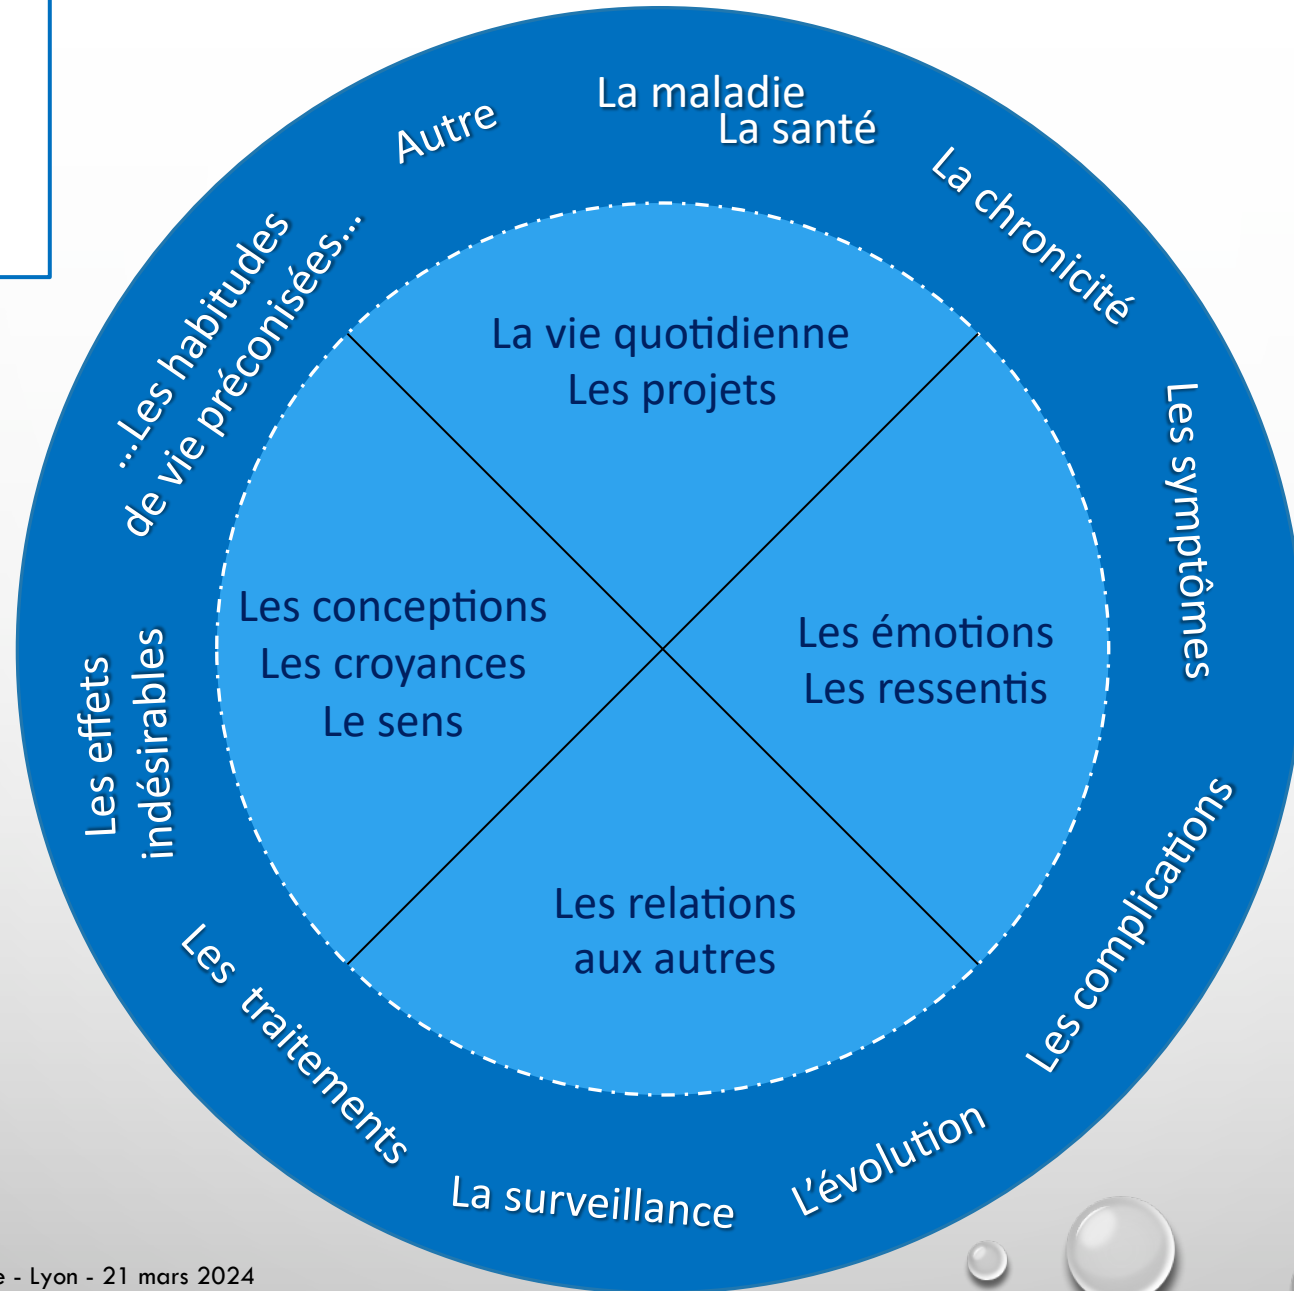 La maladie
La santé
La chronicité
Les symptômes
Les complications
L’évolution
La surveillance
Les traitements
Les effets
indésirables
...Les habitudes
de vie préconisées...
Autre
La vie quotidienne
Les projets
Les émotions
Les ressentis
Les relations
aux autres
Les conceptions
Les croyances
Le sens
- Lyon - 21 mars 2024